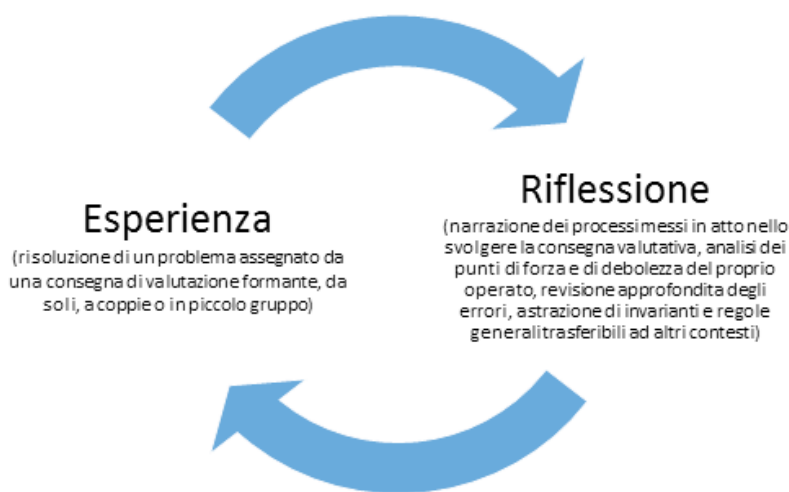 Esperienza
(risoluzione di un problema assegnato da
una consegna di valutazione formante, da
soli, a coppie o in piccolo gruppo)
Riflessione
(narrazione dei processi messi in atto nello
svolgere la consegna valutativa, analisi dei
punti di forza e di debolezza del proprio
operato, revisione approfondita degli
errori, astrazione di invarianti e regole
generali trasferibili ad altri contesti)